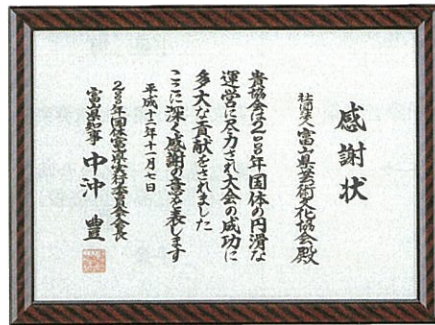 感謝状
社団法人富山県芸術文化協会殿
貴協会は2000年国体の円滑な
運営に尽力され大会の成功に
多大な貢献をされました
ここに深く感謝の意を表します
平成十二年十一月七日
2000年国体富山県実行委員会会長
富山県知事 中沖 豊